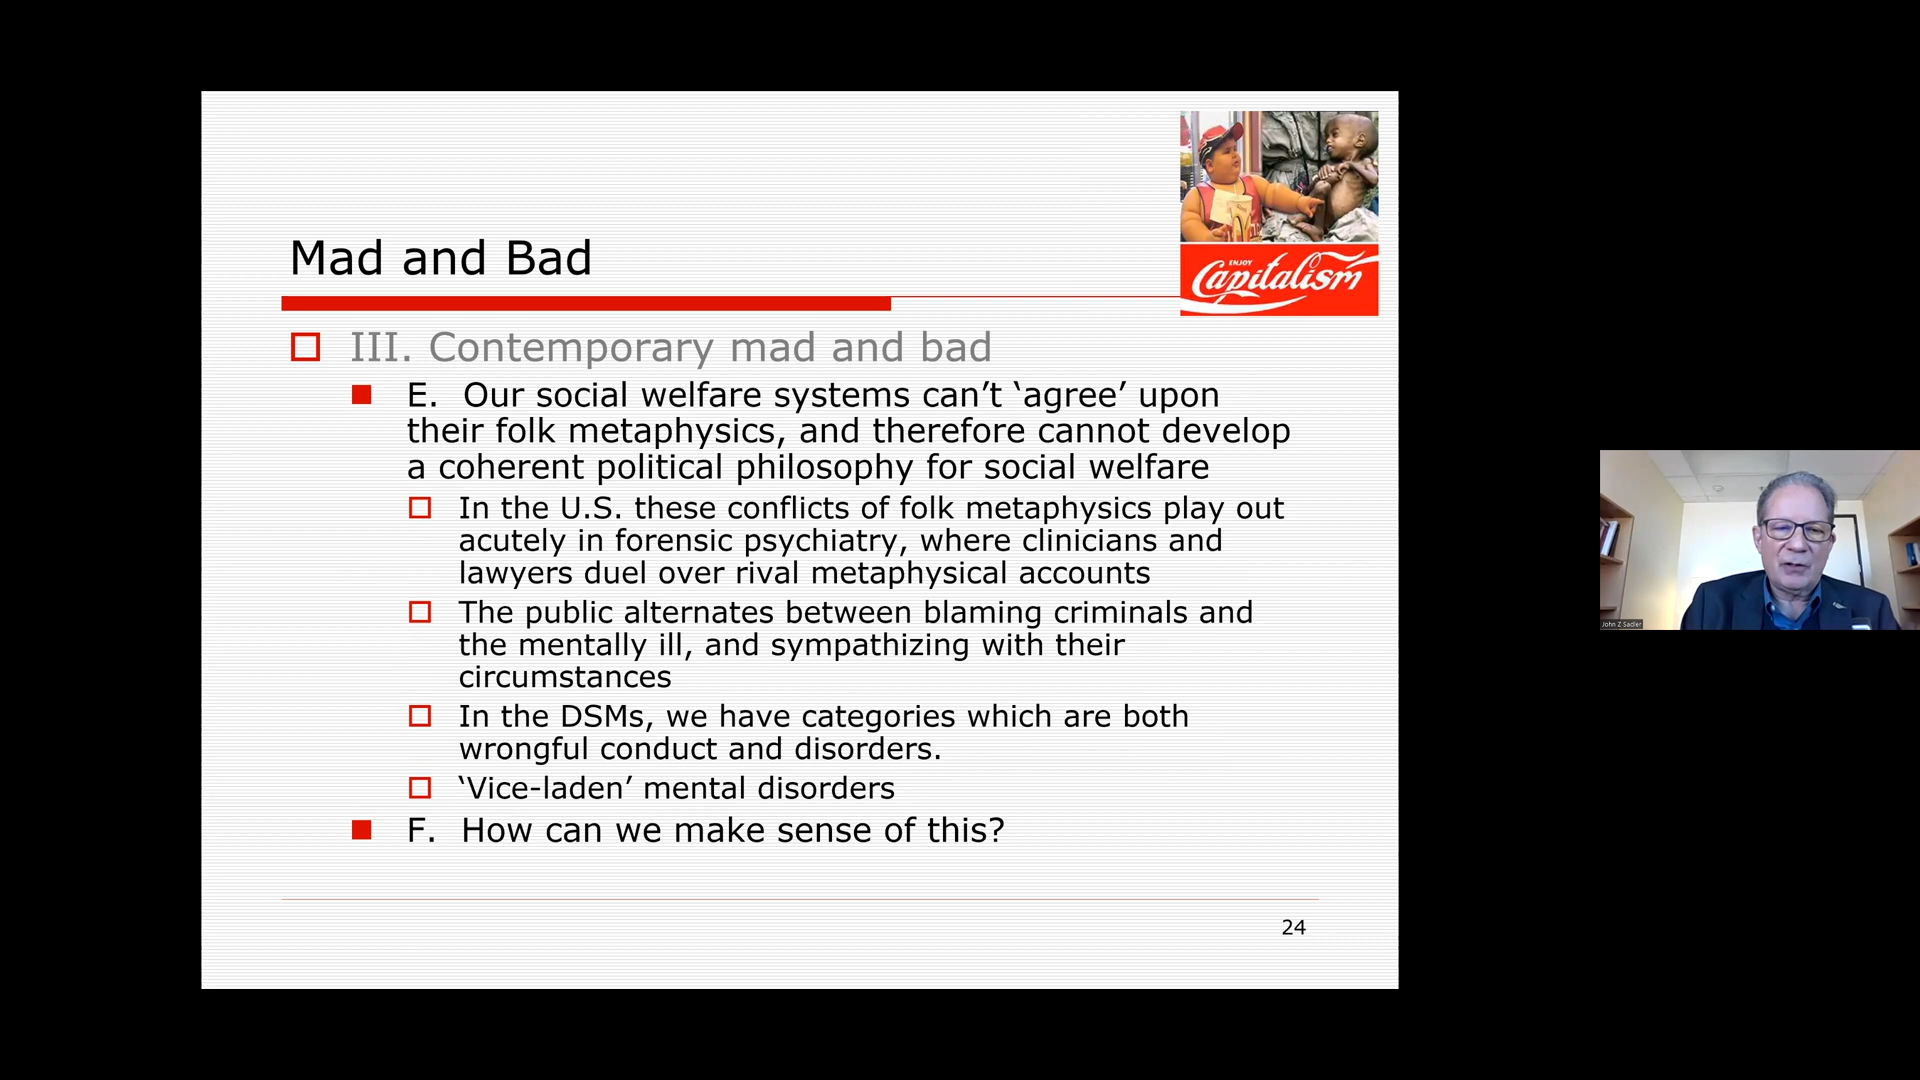 ENJOY
Capitalism
Mad and Bad
III. Contemporary mad and bad
E. Our social welfare systems can’t ‘agree’ upon
their folk metaphysics, and therefore cannot develop
a coherent political philosophy for social welfare
In the U.S. these conflicts of folk metaphysics play out
acutely in forensic psychiatry, where clinicians and
lawyers duel over rival metaphysical accounts
The public alternates between blaming criminals and
the mentally ill, and sympathizing with their
circumstances
In the DSMs, we have categories which are both
wrongful conduct and disorders.
‘Vice-laden’ mental disorders
F. How can we make sense of this?
24
John Z Sadler